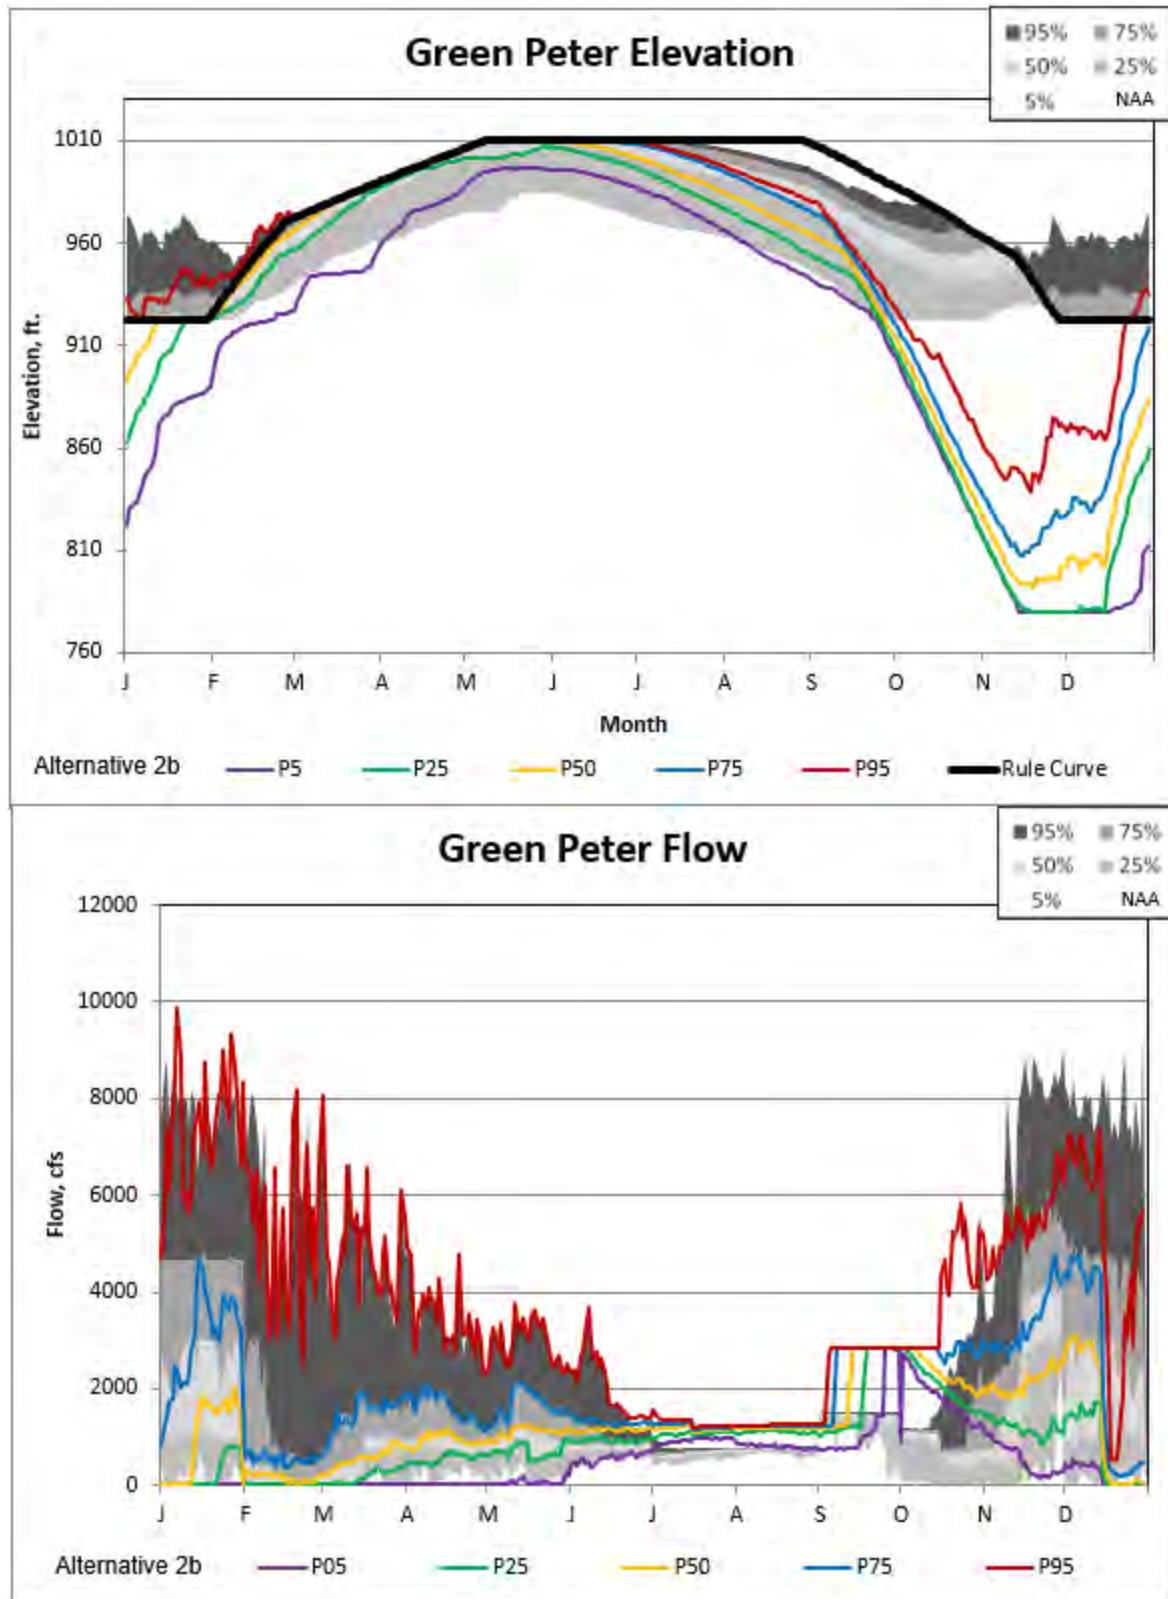 Green Peter Elevation
95% 75%
50% 25%
5% NAA
1010
960
910
860
810
760
Elevation, ft.
J F M A M J J A S O N D
Month
Alternative 2b P5 P25 P50 P75 P95 Rule Curve
Green Peter Flow
95% 75%
50% 25%
5% NAA
12000
10000
8000
6000
4000
2000
0
Flow, cfs
J F M A M J J A S O N D
Alternative 2b P05 P25 P50 P75 P95